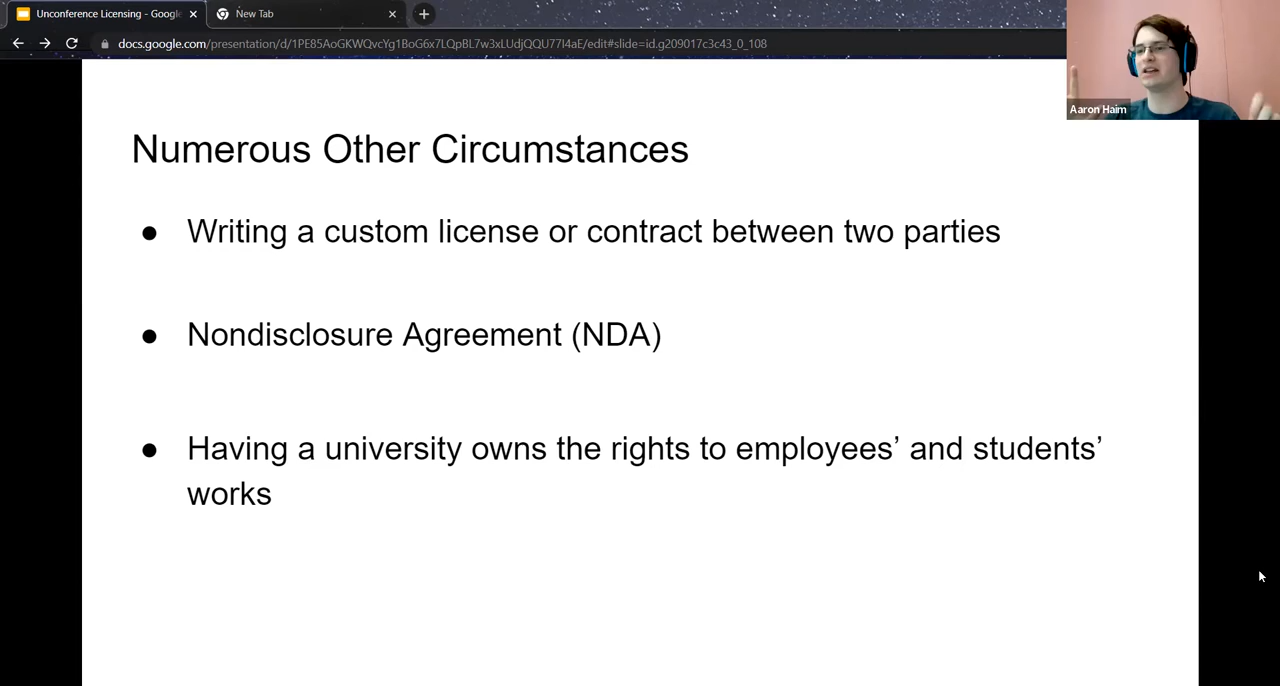 Unconference Licensing - Google
New Tab
docs.google.com/presentation/d/1PE85AoGKWQvcYg1BoG6x7LQpBL7w3xLUdjQQU77I4aE/edit#slide=id.g209017c3c43_0_108
Aaron Haim
Numerous Other Circumstances
● Writing a custom license or contract between two parties
● Nondisclosure Agreement (NDA)
● Having a university owns the rights to employees’ and students’
works